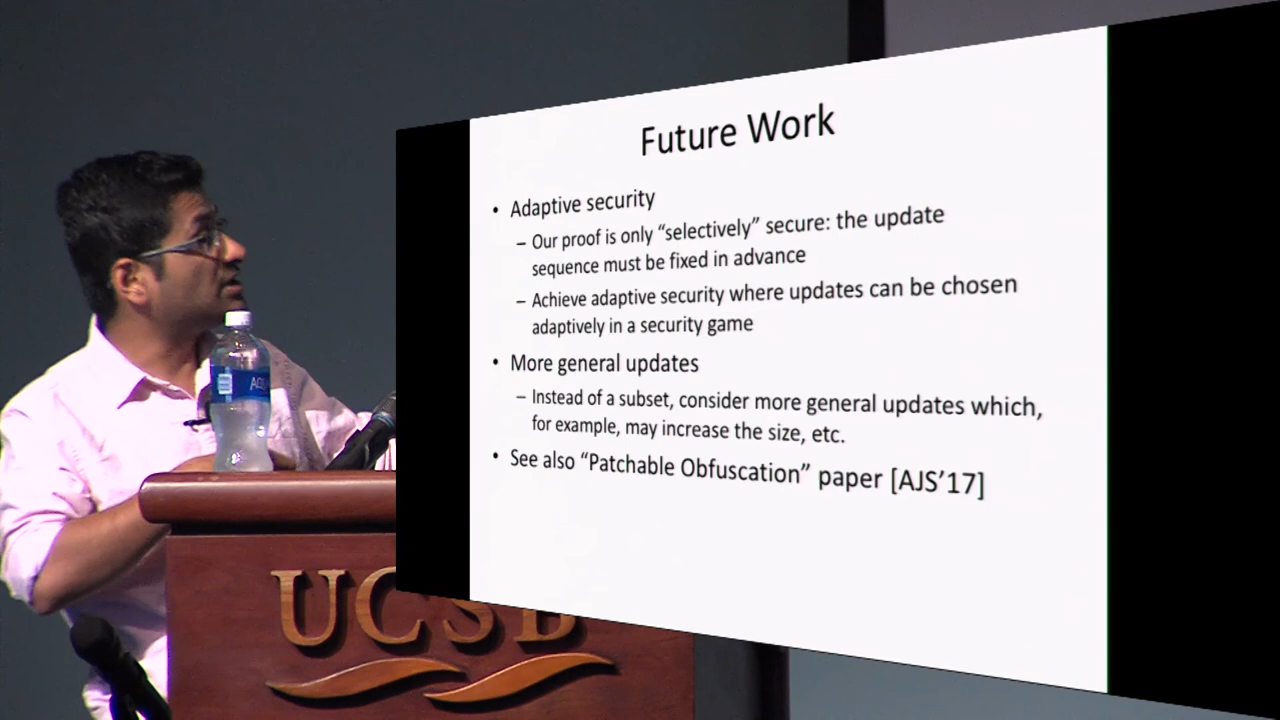 Future Work
• Adaptive security
– Our proof is only “selectively” secure: the update
sequence must be fixed in advance
– Achieve adaptive security where updates can be chosen
adaptively in a security game
• More general updates
– Instead of a subset, consider more general updates which,
for example, may increase the size, etc.
• See also “Patchable Obfuscation” paper [AJS’17]
UCSB